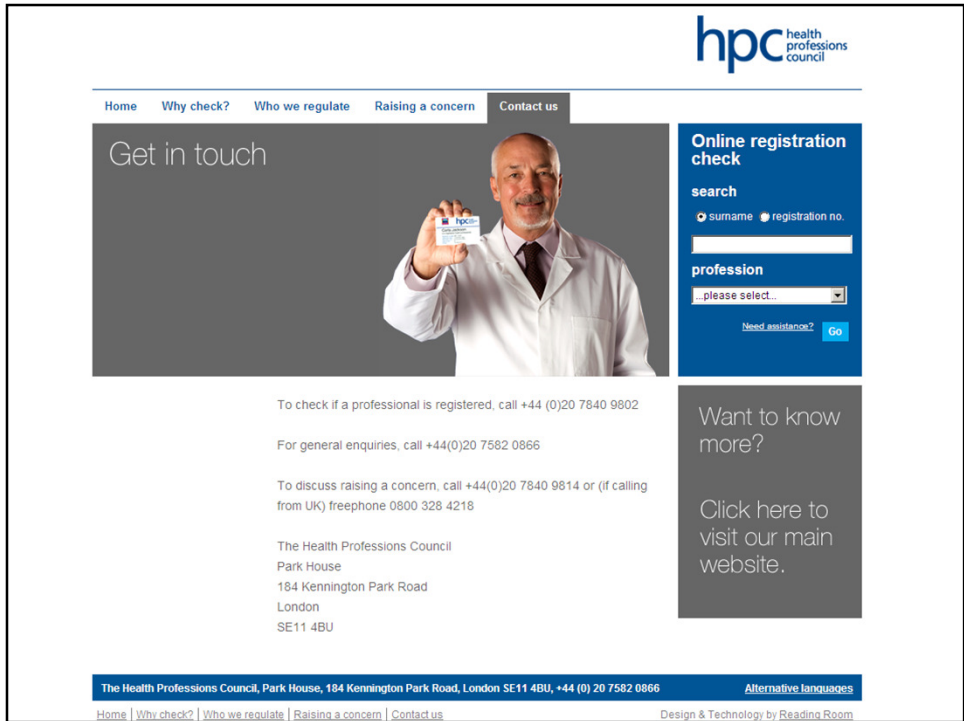 hpc health professions council
Home Why check? Who we regulate Raising a concern Contact us
Get in touch
hpc
Online registration
check
search
surname registration no.
profession
...please select...
Need assistance? Go
To check if a professional is registered, call +44 (0)20 7840 9802
For general enquiries, call +44(0)20 7582 0866
To discuss raising a concern, call +44(0)20 7840 9814 or (if calling
from UK) freephone 0800 328 4218
The Health Professions Council
Park House
184 Kennington Park Road
London
SE11 4BU
Want to know
more?
Click here to
visit our main
website.
The Health Professions Council, Park House, 184 Kennington Park Road, London SE11 4BU, +44 (0) 20 7582 0866 Alternative languages
Home | Why check? | Who we regulate | Raising a concern | Contact us Design & Technology by Reading Room